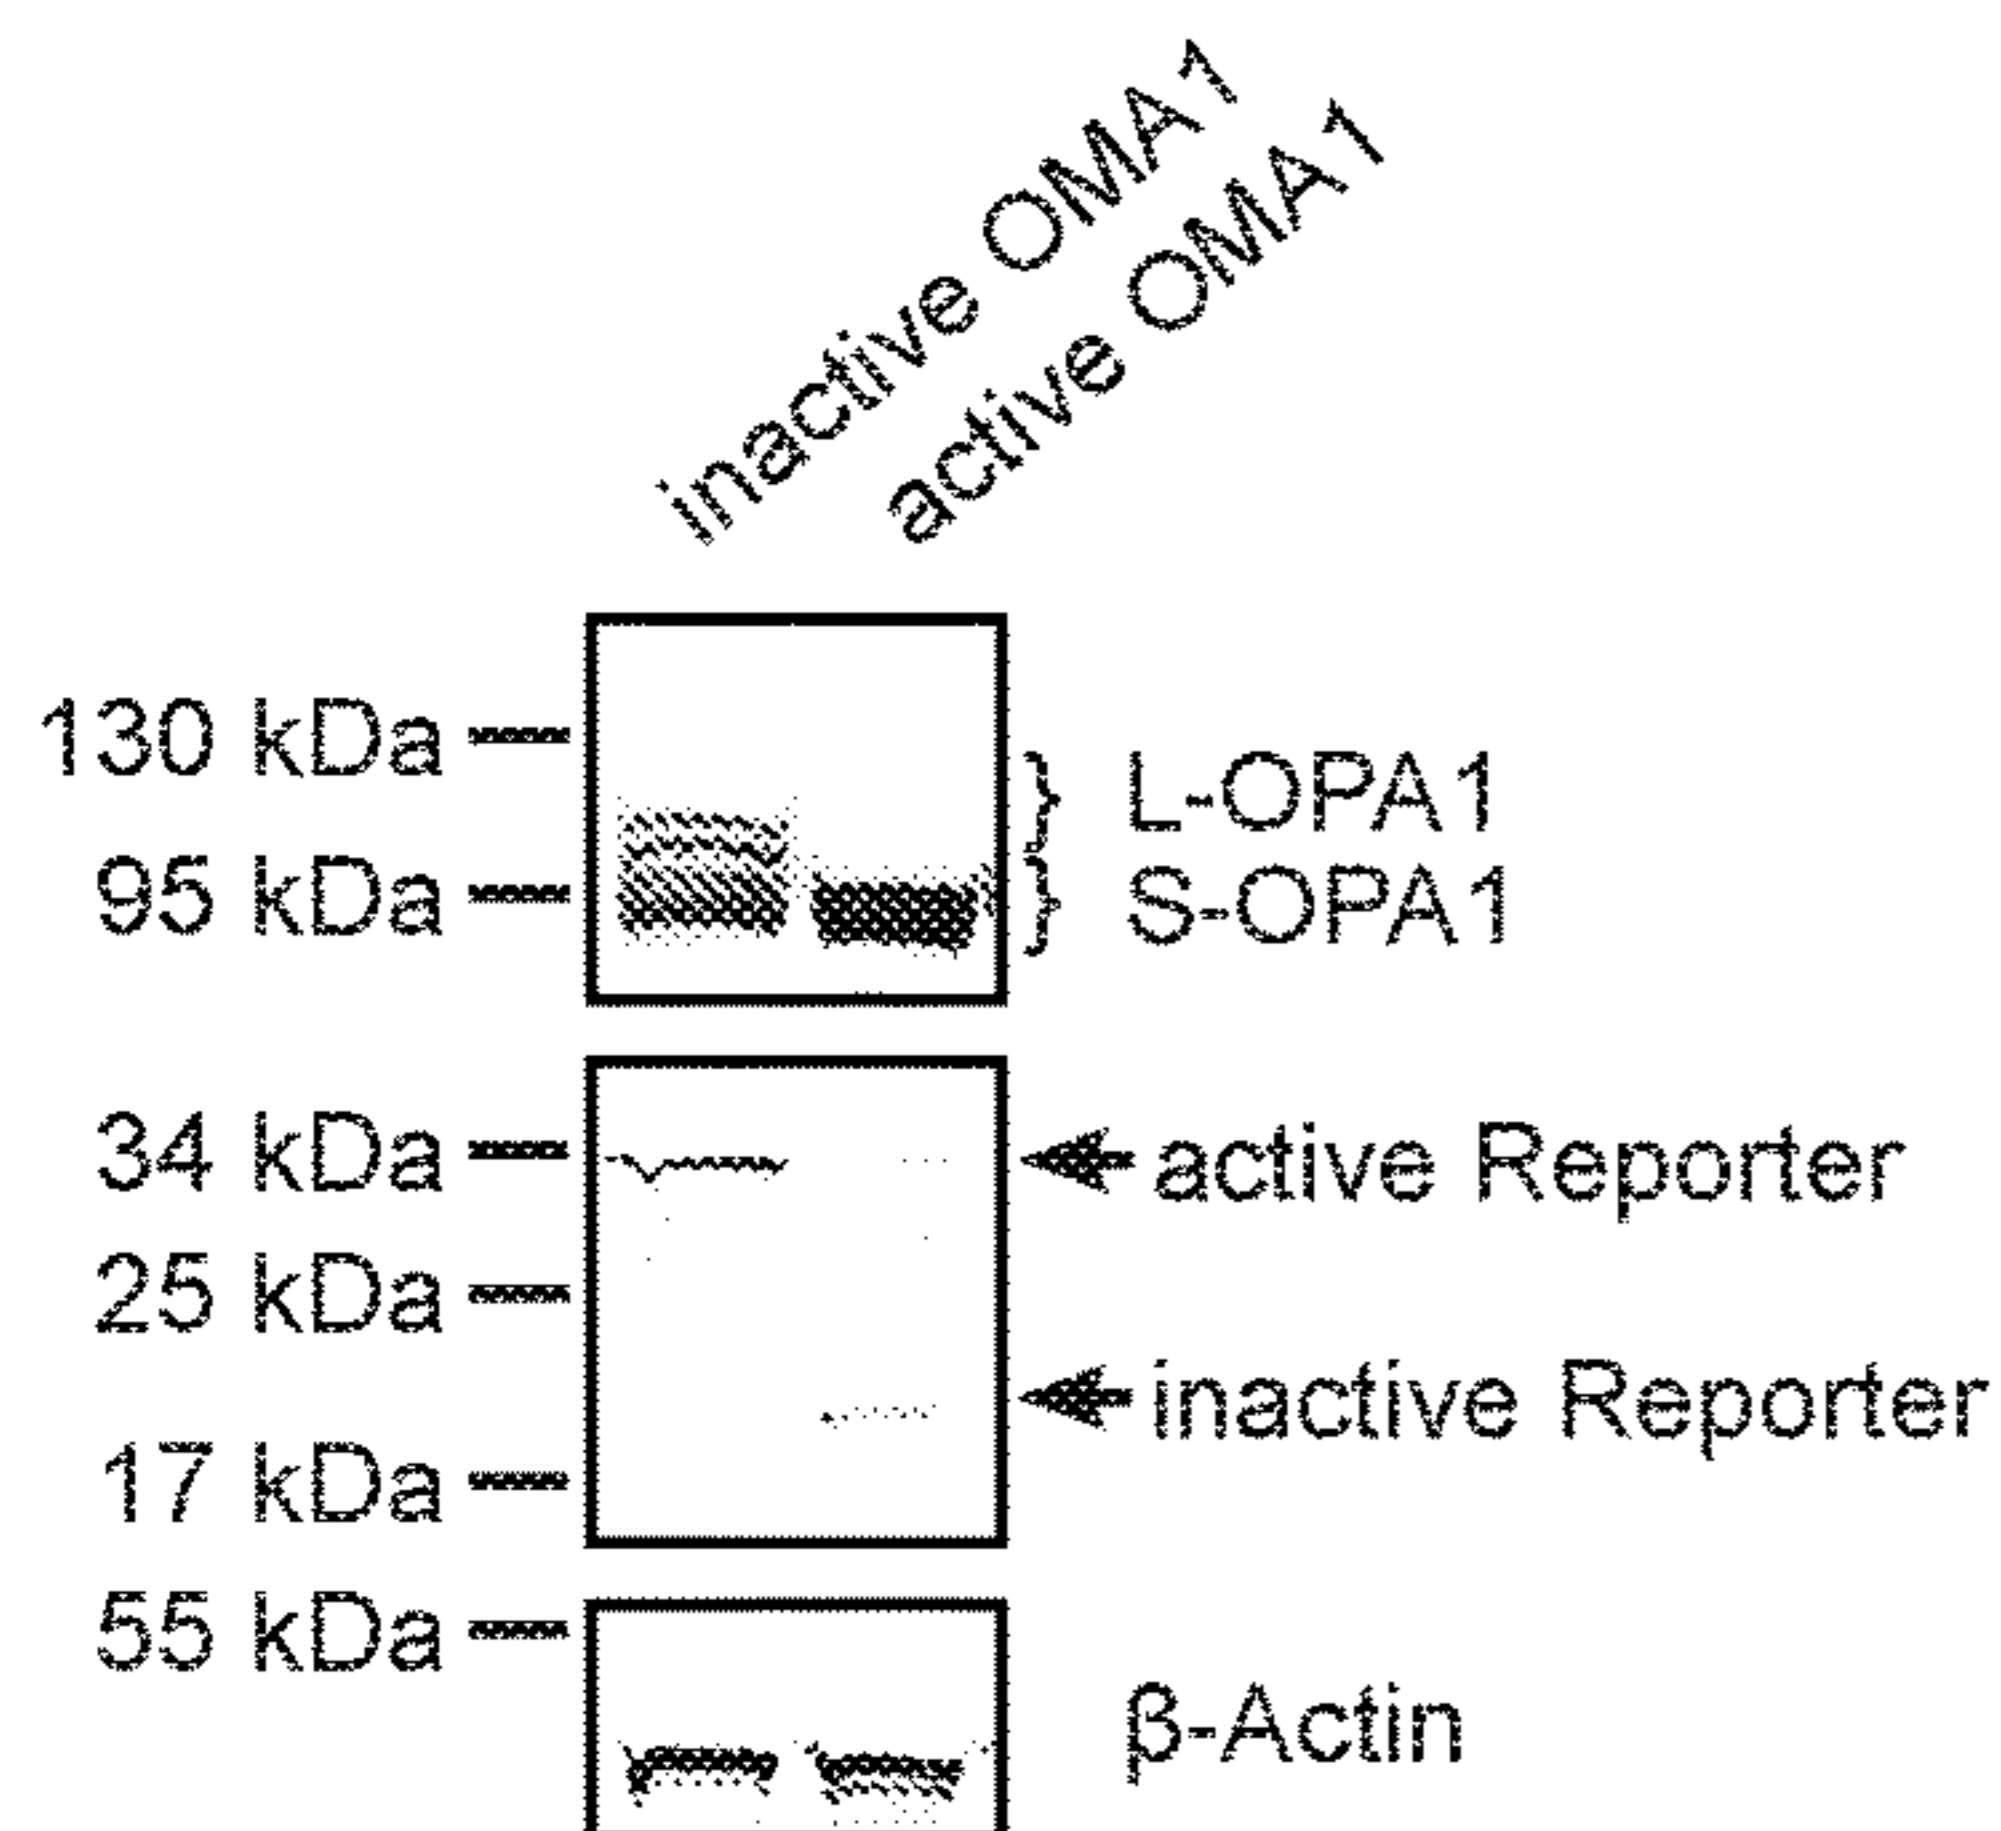 inactive OMA1
active OMA1
130 kDa
L-OPA1
95 kDa
S-OPA1
34 kDa
active Reporter
25 kDa
inactive Reporter
17 kDa
55 kDa
β-Actin